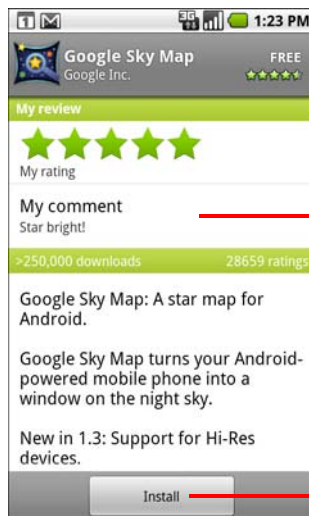 1 3G 1:23 PM
Google Sky Map FREE
Google Inc.
My review
My rating
My comment
Star bright!
>250,000 downloads 28659 ratings
Google Sky Map: A star map for
Android.
Google Sky Map turns your Android-
powered mobile phone into a
window on the night sky.
New in 1.3: Support for Hi-Res
devices.
Install